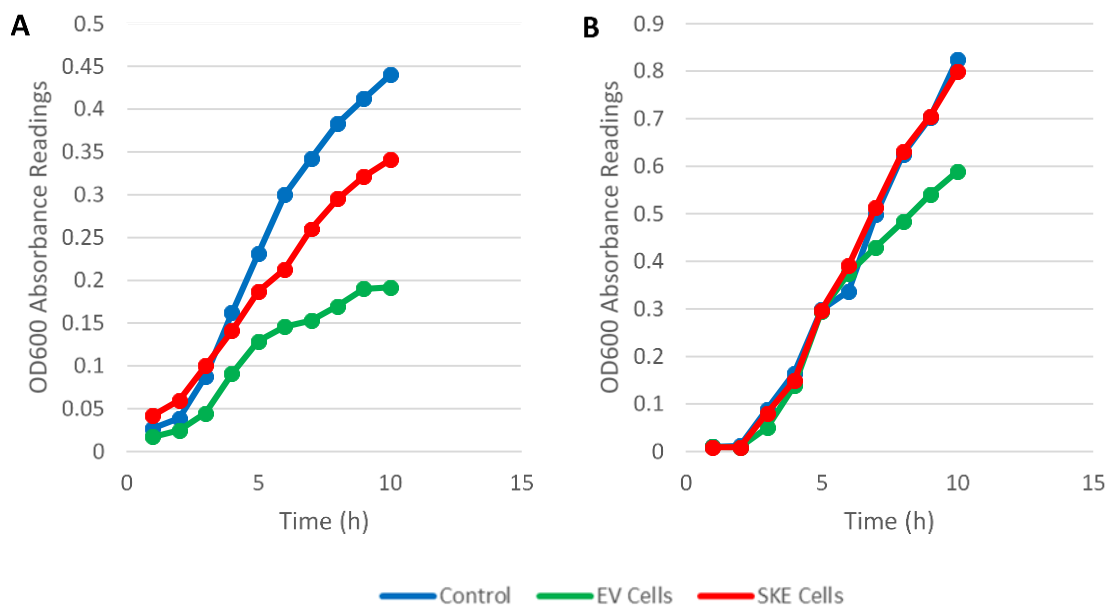 A
OD600 Absorbance Readings
0.5
0.45
0.4
0.35
0.3
0.25
0.2
0.15
0.1
0.05
0
0 5 10 15
Time (h)
B
OD600 Absorbance Readings
0.9
0.8
0.7
0.6
0.5
0.4
0.3
0.2
0.1
0
0 5 10 15
Time (h)
Control EV Cells SKE Cells